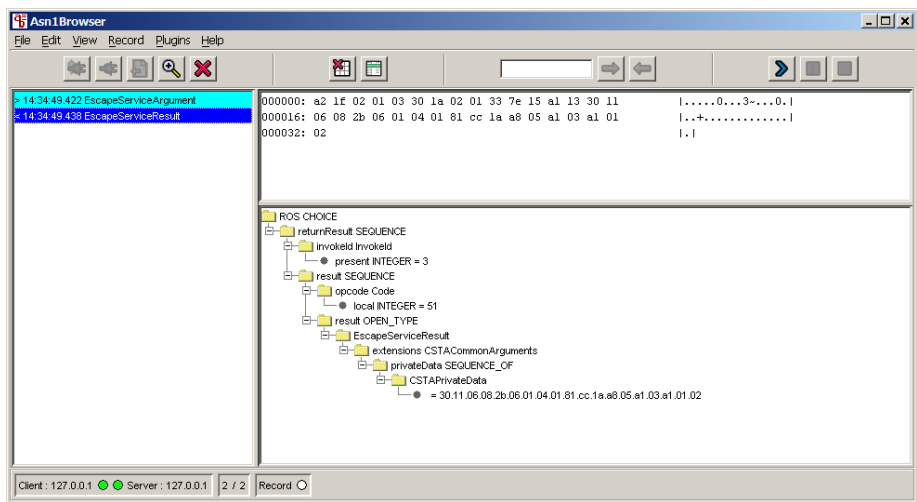 Asn1Browser
File Edit View Record Plugins Help
> 14:34:49.422 EscapeServiceArgument
< 14:34:49.438 EscapeServiceResult
000000: a2 1f 02 01 03 30 1a 02 01 33 7e 15 a1 13 30 11 |.....0...3~...0.|
000016: 06 08 2b 06 01 04 01 81 cc 1a a8 05 a1 03 a1 01 |..+.............|
000032: 02 |.|
ROS CHOICE
returnResult SEQUENCE
invokeId InvokeId
present INTEGER = 3
result SEQUENCE
opcode Code
local INTEGER = 51
result OPEN_TYPE
EscapeServiceResult
extensions CSTACommonArguments
privateData SEQUENCE_OF
CSTAPrivateData
= 30.11.06.08.2b.06.01.04.01.81.cc.1a.a8.05.a1.03.a1.01.02
Client : 127.0.0.1 Server : 127.0.0.1 2 / 2 Record